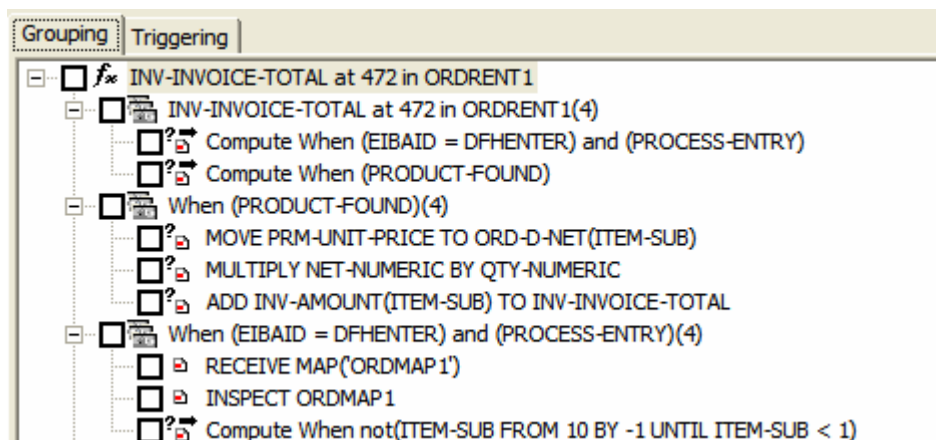 Grouping Triggering
fx INV-INVOICE-TOTAL at 472 in ORDRENT1
INV-INVOICE-TOTAL at 472 in ORDRENT1(4)
Compute When (EIBAID = DFHENTER) and (PROCESS-ENTRY)
Compute When (PRODUCT-FOUND)
When (PRODUCT-FOUND)(4)
MOVE PRM-UNIT-PRICE TO ORD-D-NET(ITEM-SUB)
MULTIPLY NET-NUMERIC BY QTY-NUMERIC
ADD INV-AMOUNT(ITEM-SUB) TO INV-INVOICE-TOTAL
When (EIBAID = DFHENTER) and (PROCESS-ENTRY)(4)
RECEIVE MAP('ORDMAP1')
INSPECT ORDMAP1
Compute When not(ITEM-SUB FROM 10 BY -1 UNTIL ITEM-SUB < 1)